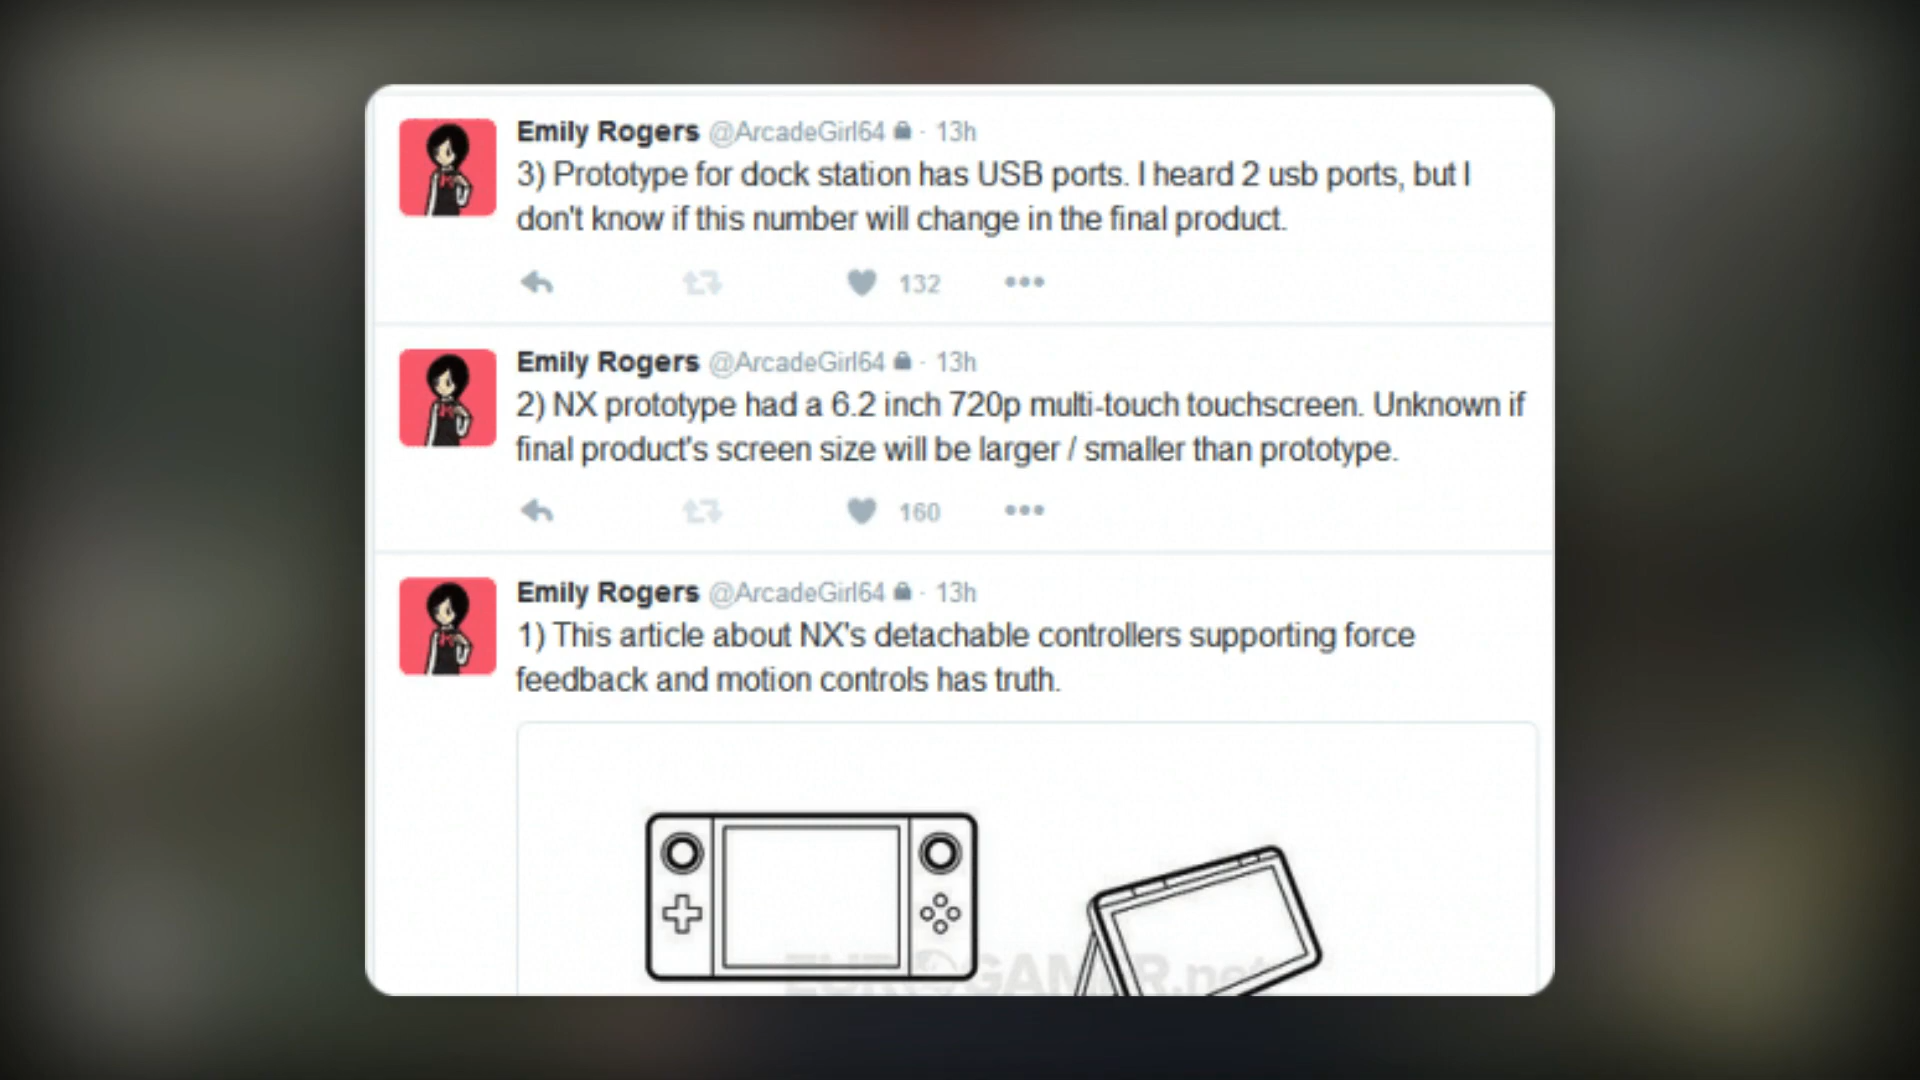 Emily Rogers @ArcadeGirl64 · 13h
3) Prototype for dock station has USB ports. I heard 2 usb ports, but I
don't know if this number will change in the final product.
132
Emily Rogers @ArcadeGirl64 · 13h
2) NX prototype had a 6.2 inch 720p multi-touch touchscreen. Unknown if
final product's screen size will be larger / smaller than prototype.
160
Emily Rogers @ArcadeGirl64 · 13h
1) This article about NX's detachable controllers supporting force
feedback and motion controls has truth.
EUROGAMER.net